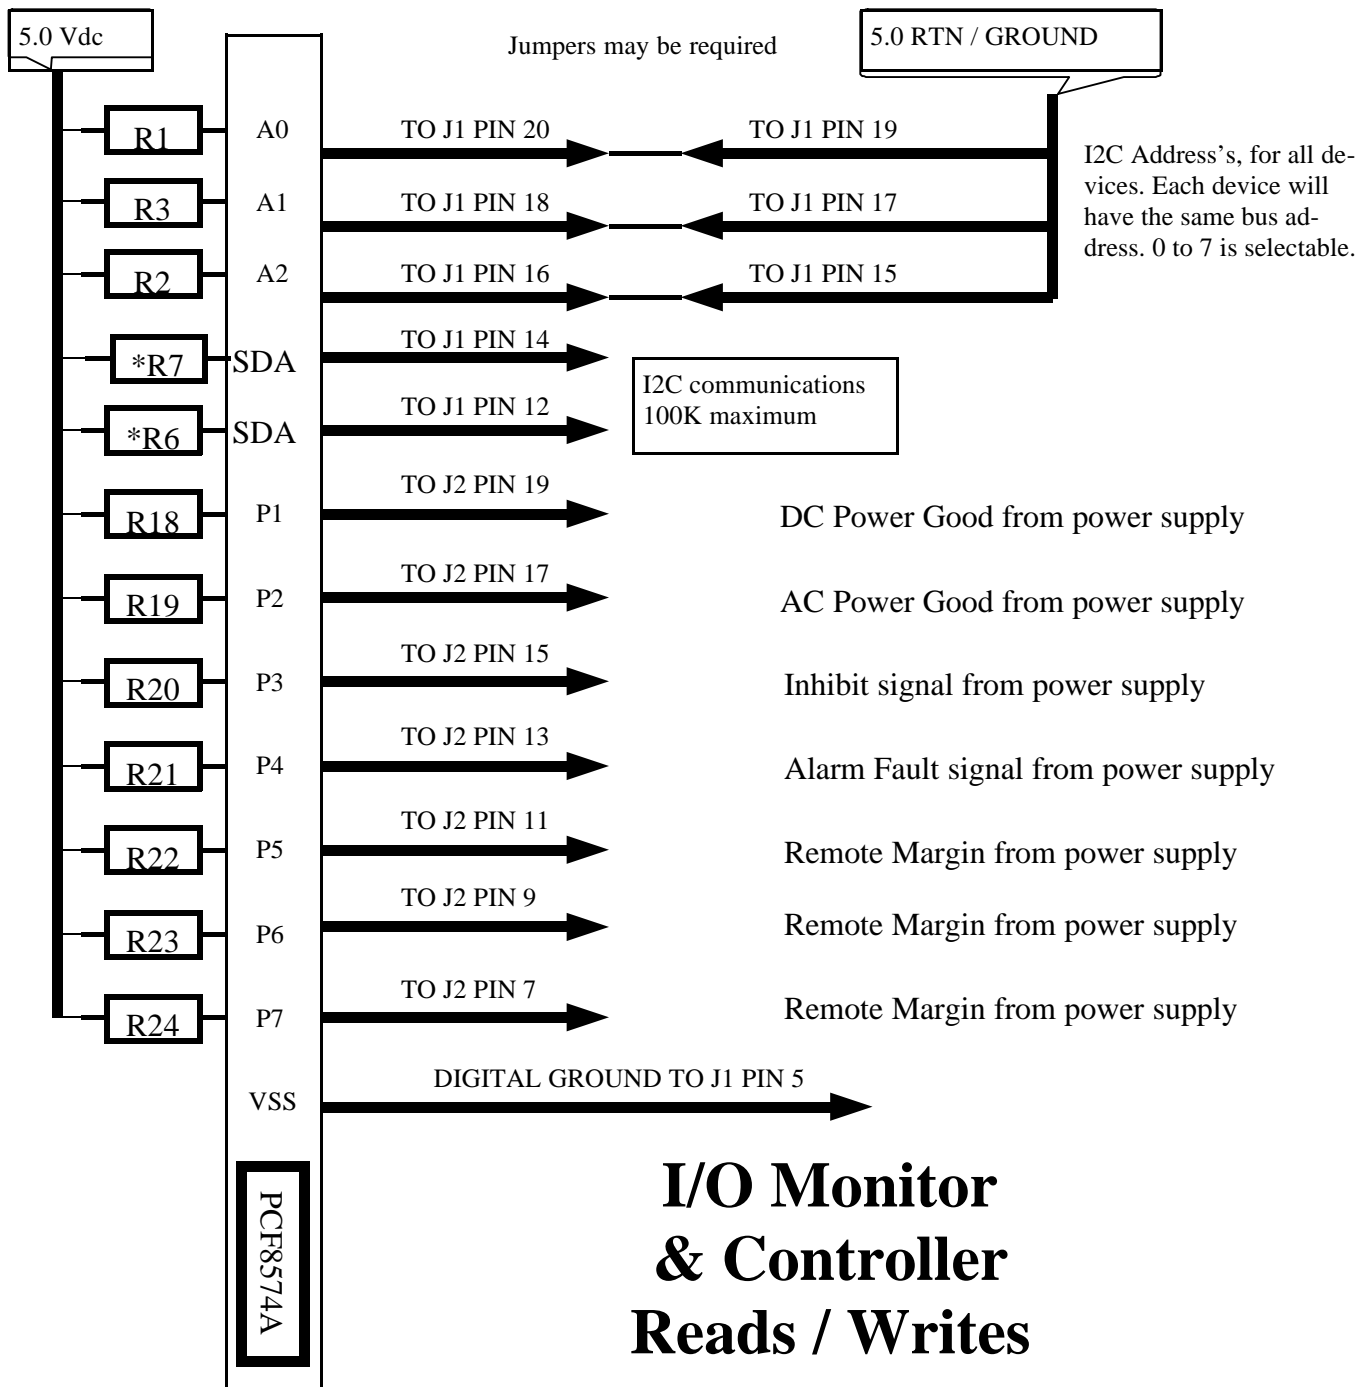 5.0 Vdc
Jumpers may be required
5.0 RTN / GROUND
R1
A0
TO J1 PIN 20
TO J1 PIN 19
I2C Address's, for all de-
vices. Each device will
have the same bus ad-
dress. 0 to 7 is selectable.
R3
A1
TO J1 PIN 18
TO J1 PIN 17
R2
A2
TO J1 PIN 16
TO J1 PIN 15
*R7
SDA
TO J1 PIN 14
I2C communications
100K maximum
*R6
SDA
TO J1 PIN 12
R18
P1
TO J2 PIN 19
DC Power Good from power supply
R19
P2
TO J2 PIN 17
AC Power Good from power supply
R20
P3
TO J2 PIN 15
Inhibit signal from power supply
R21
P4
TO J2 PIN 13
Alarm Fault signal from power supply
R22
P5
TO J2 PIN 11
Remote Margin from power supply
R23
P6
TO J2 PIN 9
Remote Margin from power supply
R24
P7
TO J2 PIN 7
Remote Margin from power supply
VSS
DIGITAL GROUND TO J1 PIN 5
PCF8574A
I/O Monitor
& Controller
Reads / Writes